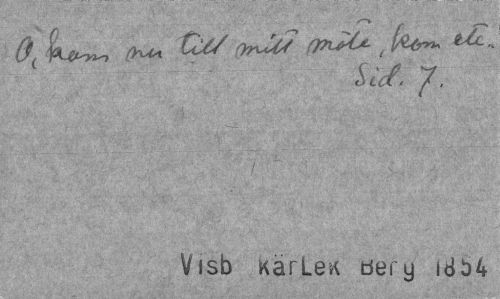 O, kom nu till mitt möte, kom etc.
Sid. 7.
Visb kärLek Berg 1854